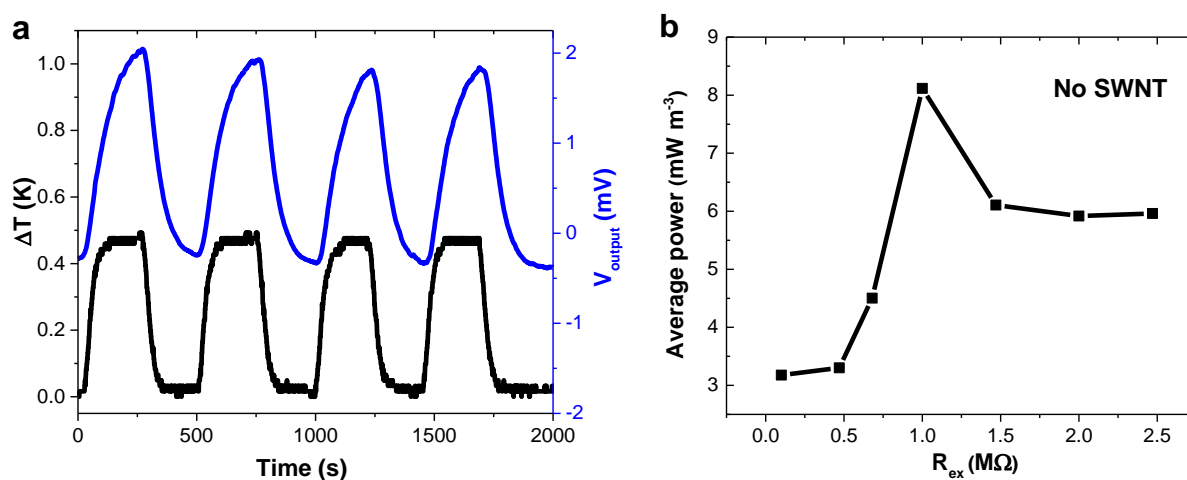 a
1.0
0.8
0.6
0.4
0.2
0.0
ΔT (K)
2
1
0
-1
-2
V output (mV)
0 500 1000 1500 2000
Time (s)
b
No SWNT
9
8
7
6
5
4
3
Average power (mW m-3)
0.0 0.5 1.0 1.5 2.0 2.5
Rex (MΩ)